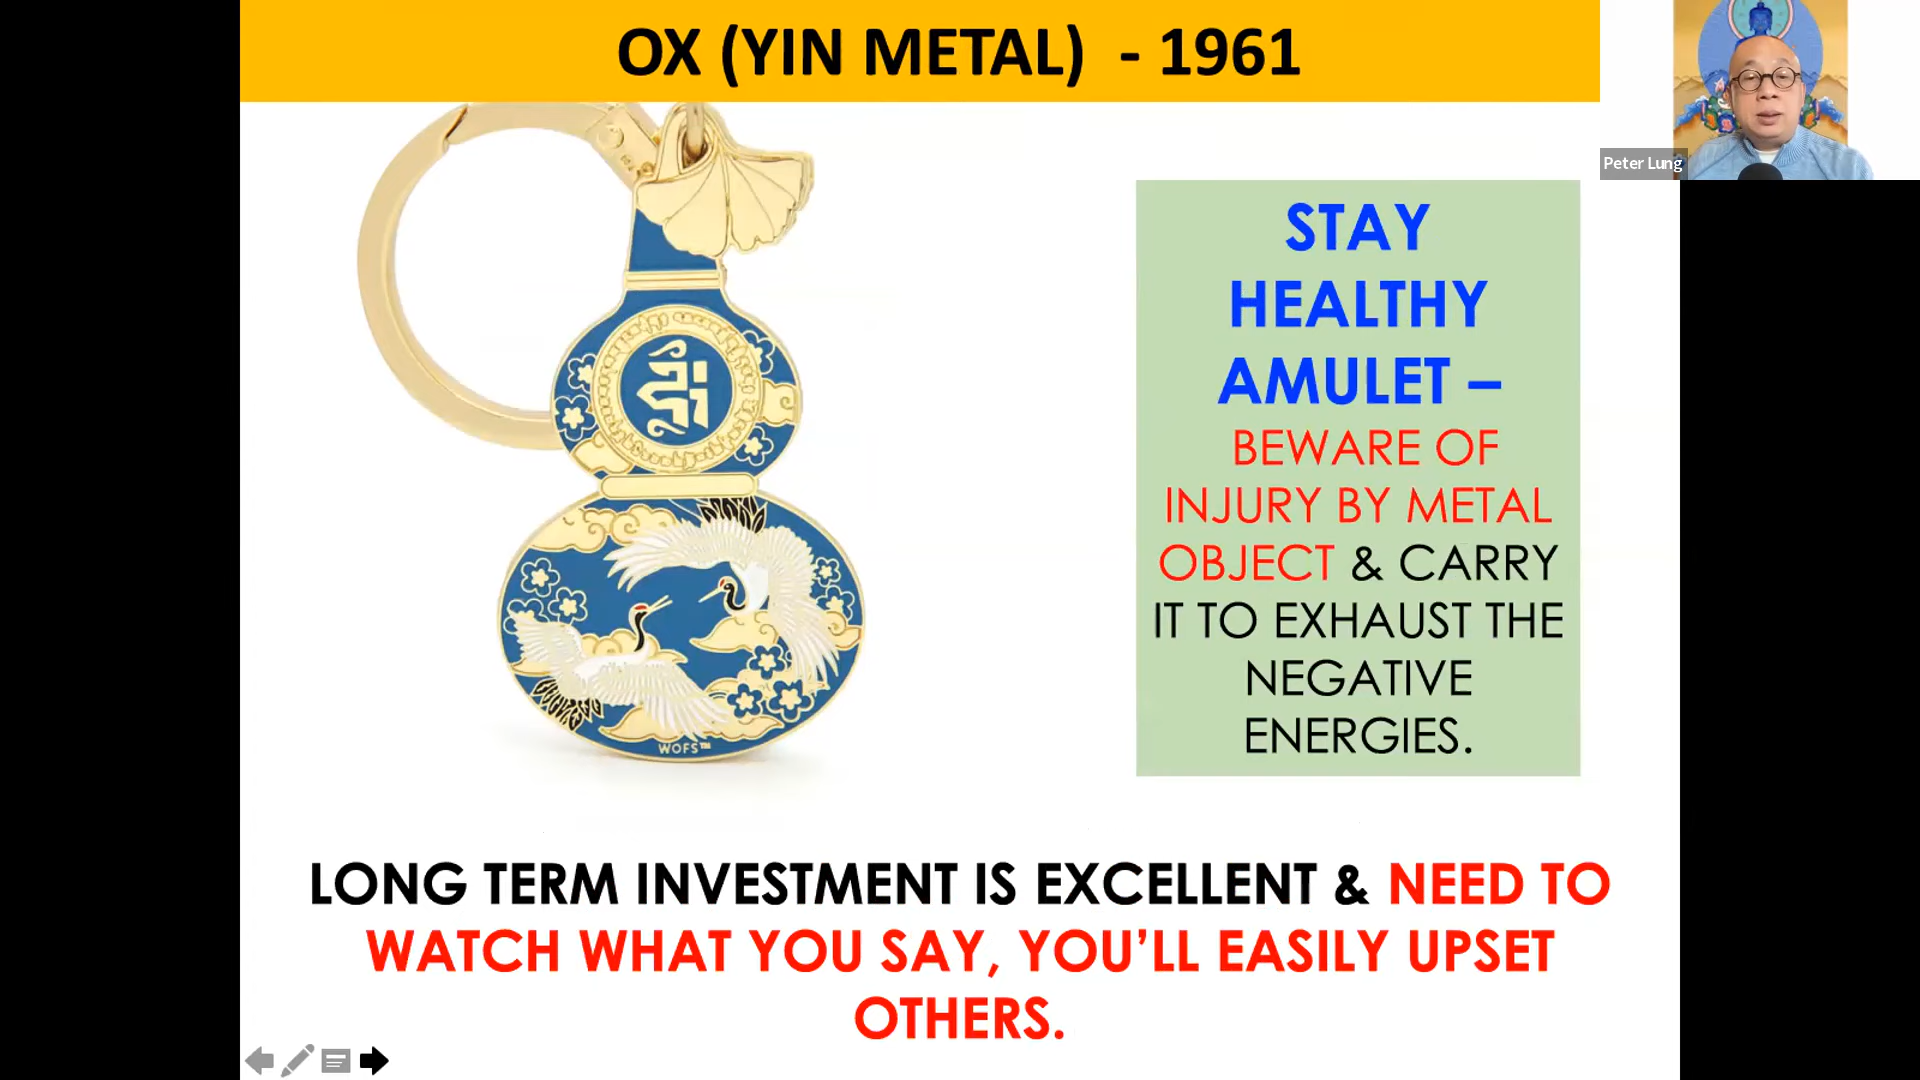 OX (YIN METAL) - 1961
Peter Lung
STAY
HEALTHY
AMULET –
BEWARE OF
INJURY BY METAL
OBJECT & CARRY
IT TO EXHAUST THE
NEGATIVE
ENERGIES.
WOFS™
LONG TERM INVESTMENT IS EXCELLENT & NEED TO
WATCH WHAT YOU SAY, YOU’LL EASILY UPSET
OTHERS.